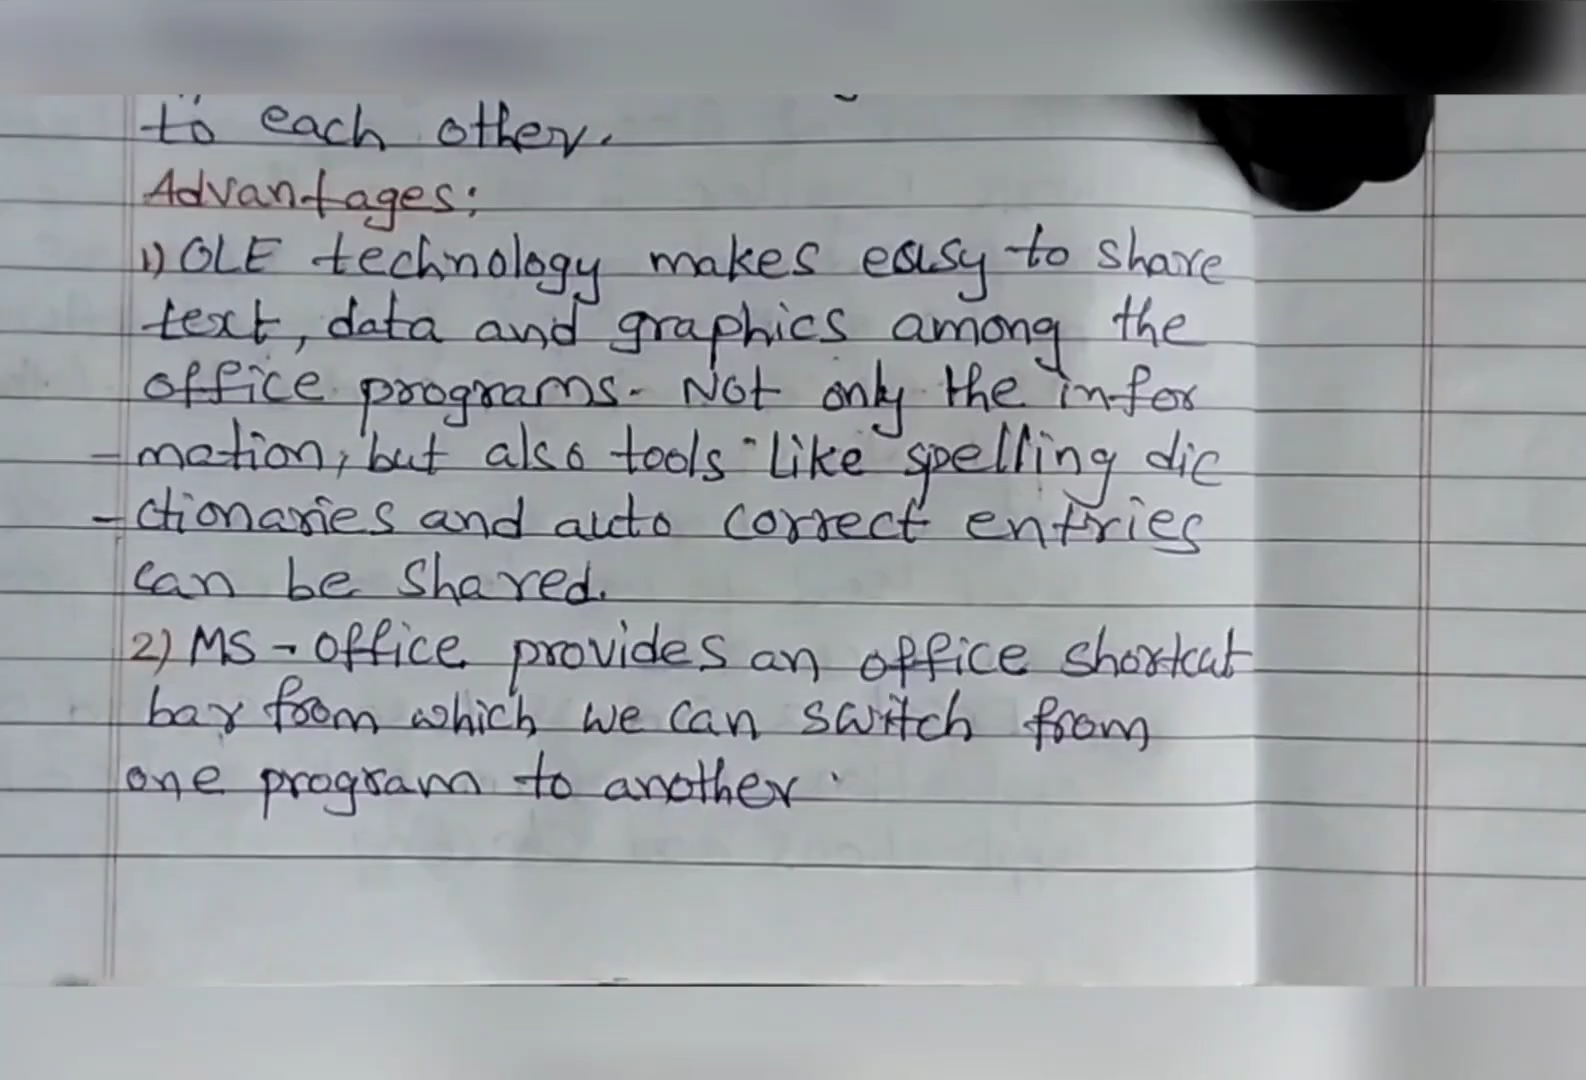 to each other.
Advantages:
1) OLE technology makes easy to share
text, data and graphics among the
office programs. Not only the infor
-mation, but also tools like spelling dic
-ctionaries and auto correct entries
can be shared.
2) MS-office provides an office shortcut
bar from which we can switch from
one program to another.